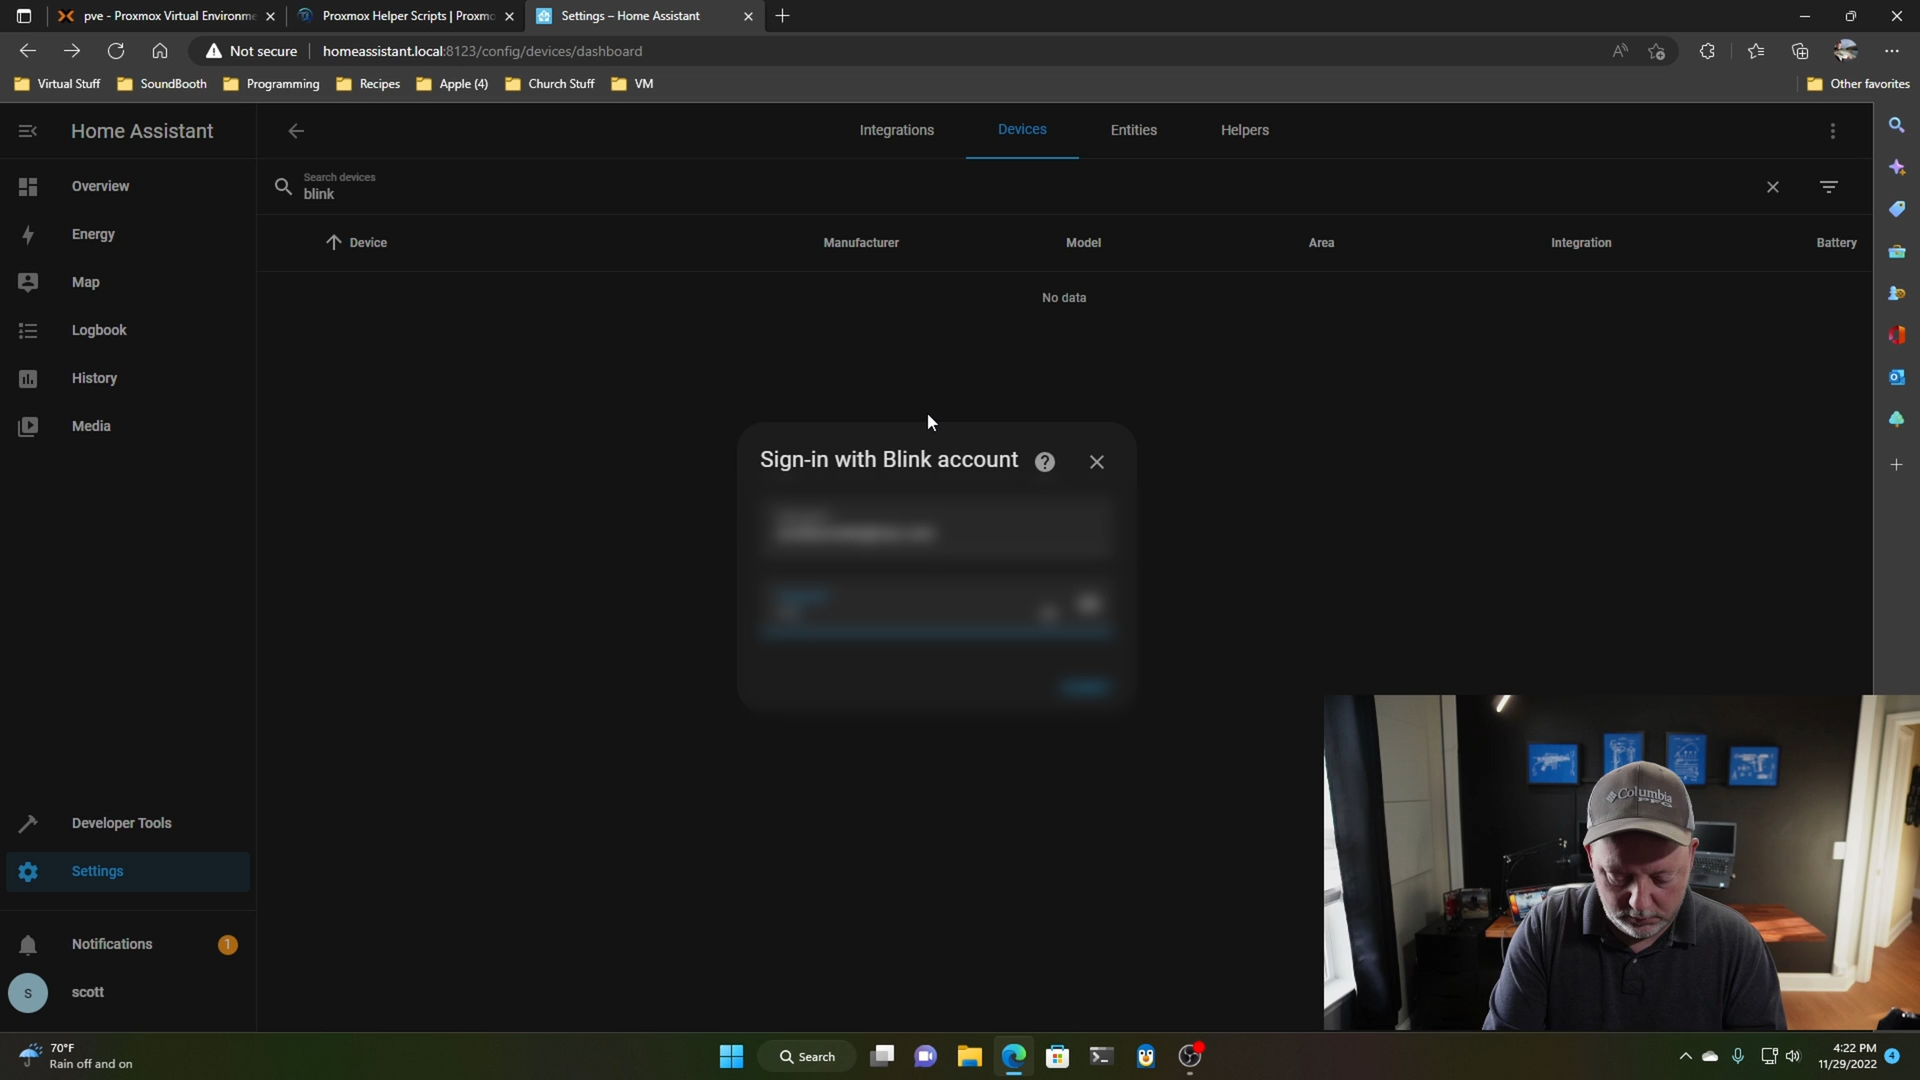 pve - Proxmox Virtual Environme
Proxmox Helper Scripts | Proxmo
Settings – Home Assistant
Not secure
homeassistant.local:8123/config/devices/dashboard
Virtual Stuff
SoundBooth
Programming
Recipes
Apple (4)
Church Stuff
VM
Other favorites
Home Assistant
Integrations
Devices
Entities
Helpers
Overview
Energy
Map
Logbook
History
Media
Search devices
blink
Device
Manufacturer
Model
Area
Integration
Battery
No data
Sign-in with Blink account
Developer Tools
Settings
Notifications
1
S
scott
Columbia
PFG
70°F
Rain off and on
Search
4:22 PM
11/29/2022
4